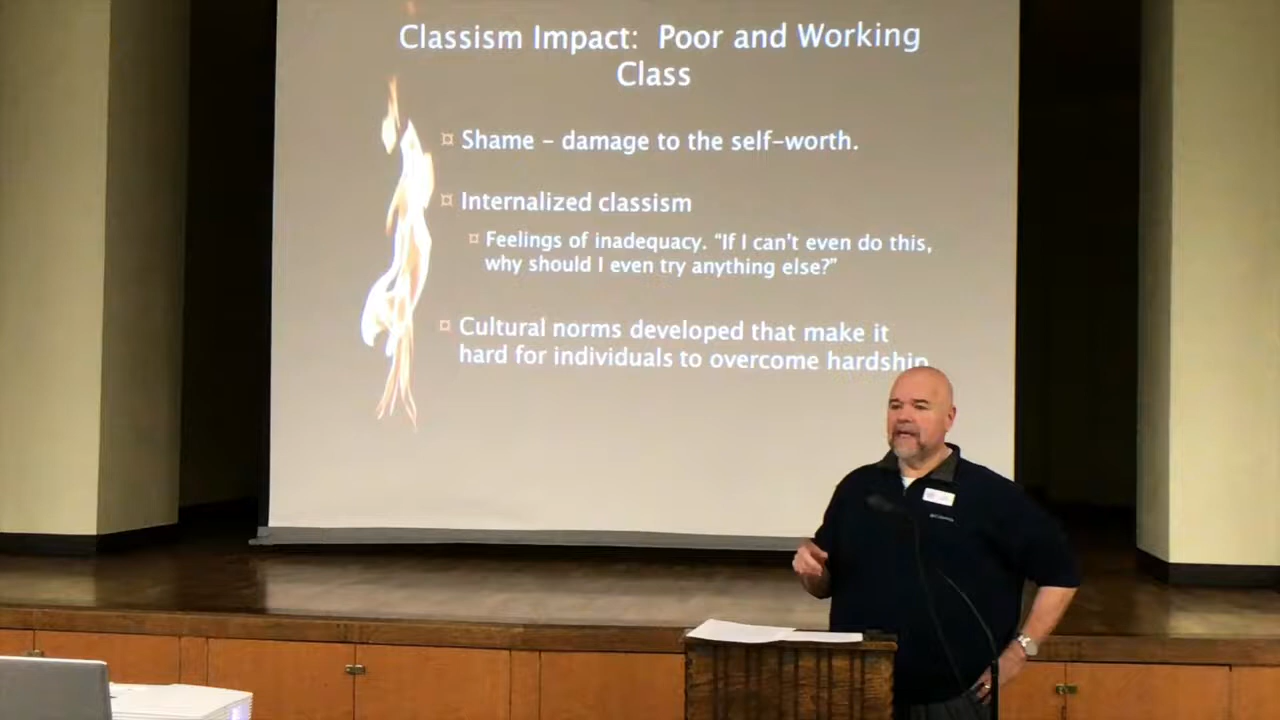 Classism Impact: Poor and Working
Class
Shame – damage to the self-worth.
Internalized classism
Feelings of inadequacy. “If I can’t even do this,
why should I even try anything else?”
Cultural norms developed that make it
hard for individuals to overcome hardship